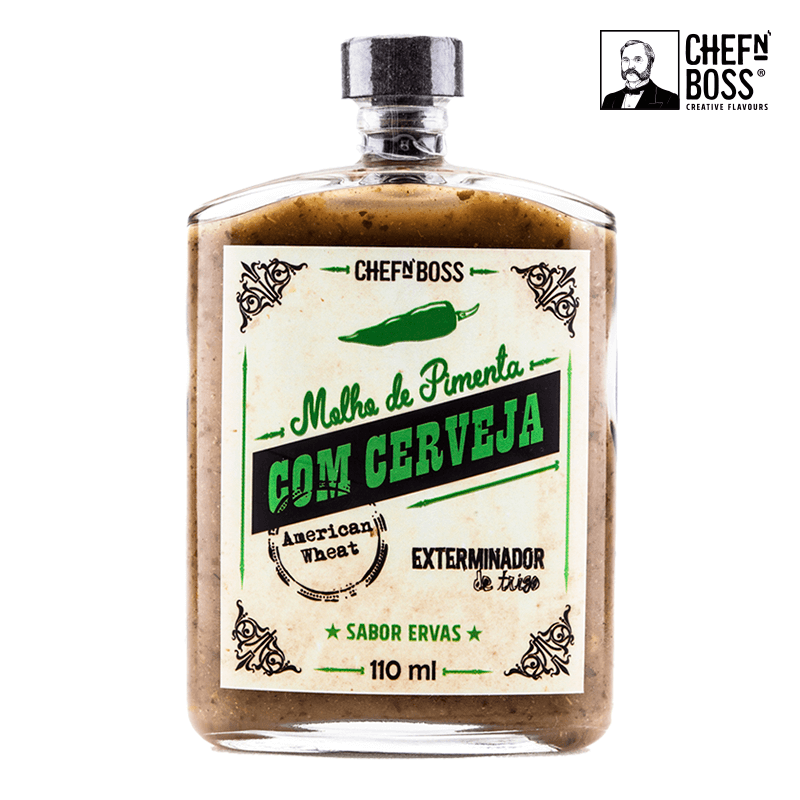 CHEFN'
BOSS®
CREATIVE FLAVOURS
CHEFN'BOSS
Molho de Pimenta
COM CERVEJA
American
Wheat
EXTERMINADOR
de trigo
★ SABOR ERVAS ★
110 ml